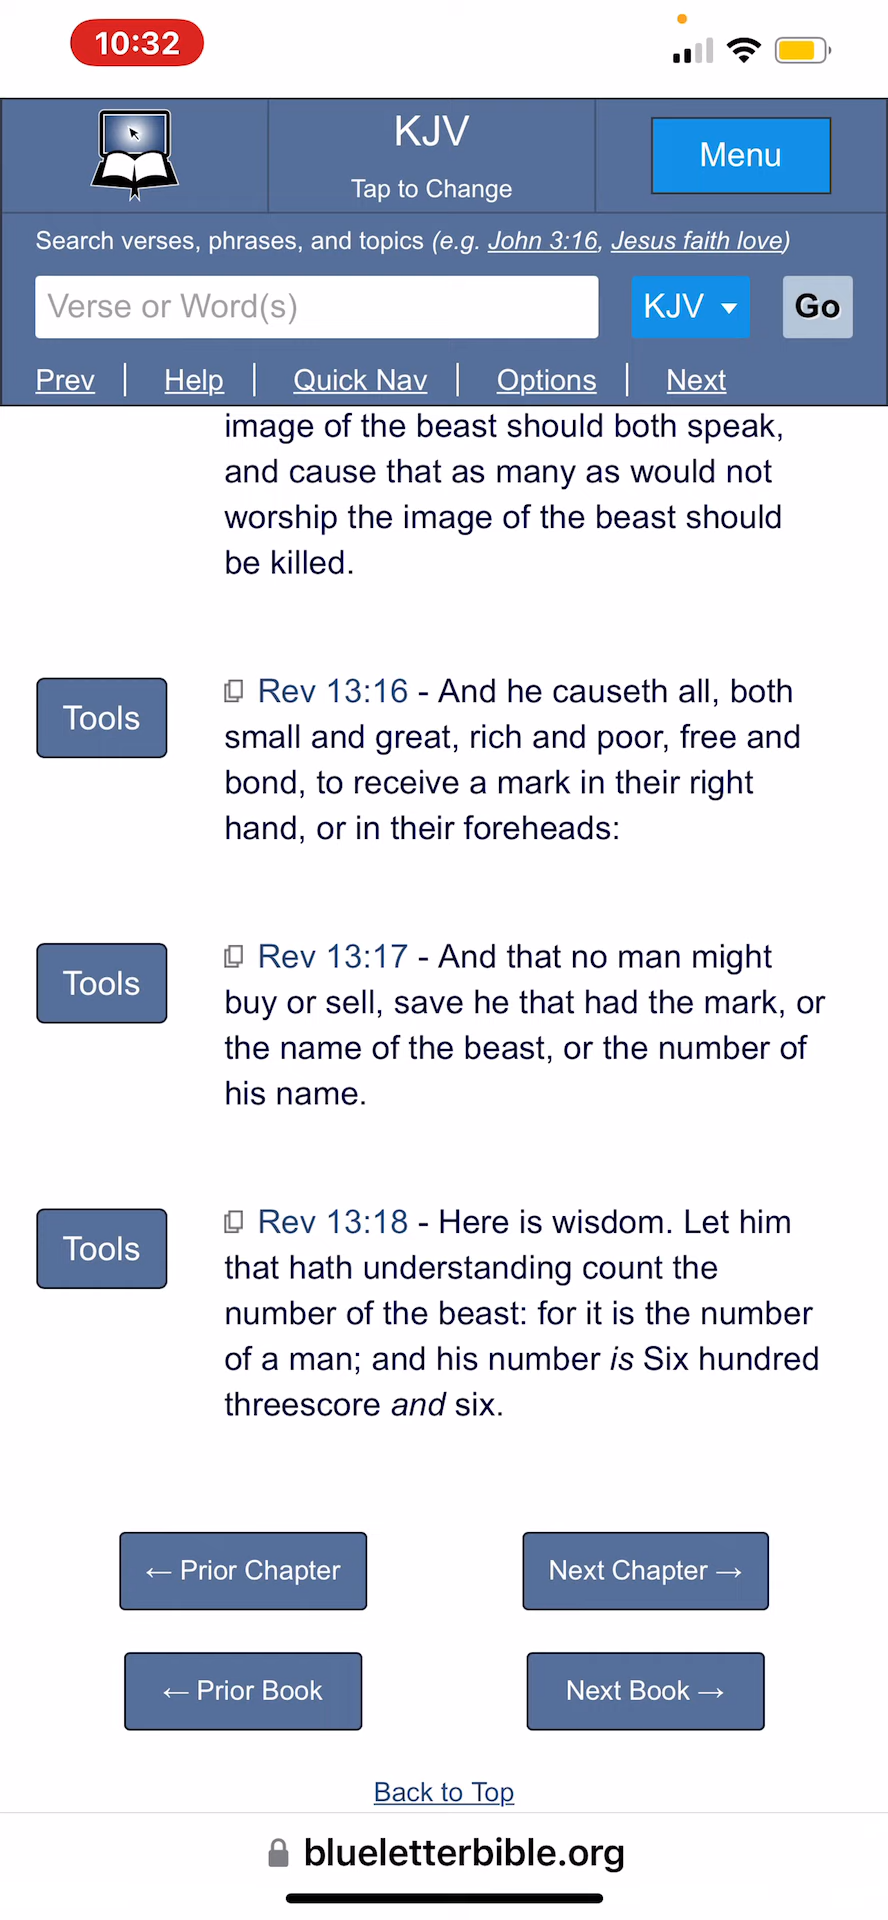 10:32
KJV
Tap to Change
Menu
Search verses, phrases, and topics (e.g. John 3:16, Jesus faith love)
Verse or Word(s)
KJV
Go
Prev | Help | Quick Nav | Options | Next
image of the beast should both speak,
and cause that as many as would not
worship the image of the beast should
be killed.
Tools
Rev 13:16 - And he causeth all, both
small and great, rich and poor, free and
bond, to receive a mark in their right
hand, or in their foreheads:
Tools
Rev 13:17 - And that no man might
buy or sell, save he that had the mark, or
the name of the beast, or the number of
his name.
Tools
Rev 13:18 - Here is wisdom. Let him
that hath understanding count the
number of the beast: for it is the number
of a man; and his number is Six hundred
threescore and six.
← Prior Chapter
Next Chapter →
← Prior Book
Next Book →
Back to Top
blueletterbible.org